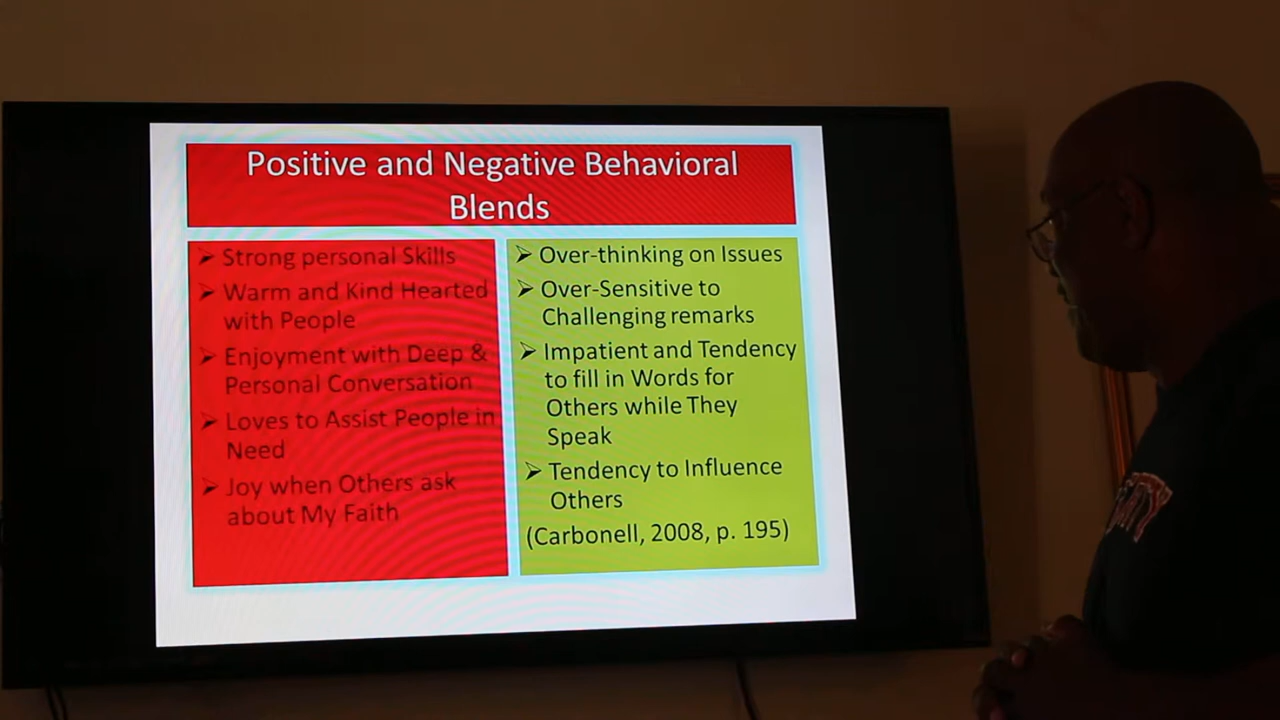 Positive and Negative Behavioral
Blends
➢ Strong personal Skills
➢ Warm and Kind Hearted
with People
➢ Enjoyment with Deep &
Personal Conversation
➢ Loves to Assist People in
Need
➢ Joy when Others ask
about My Faith
➢ Over-thinking on Issues
➢ Over-Sensitive to
Challenging remarks
➢ Impatient and Tendency
to fill in Words for
Others while They
Speak
➢ Tendency to Influence
Others
(Carbonell, 2008, p. 195)